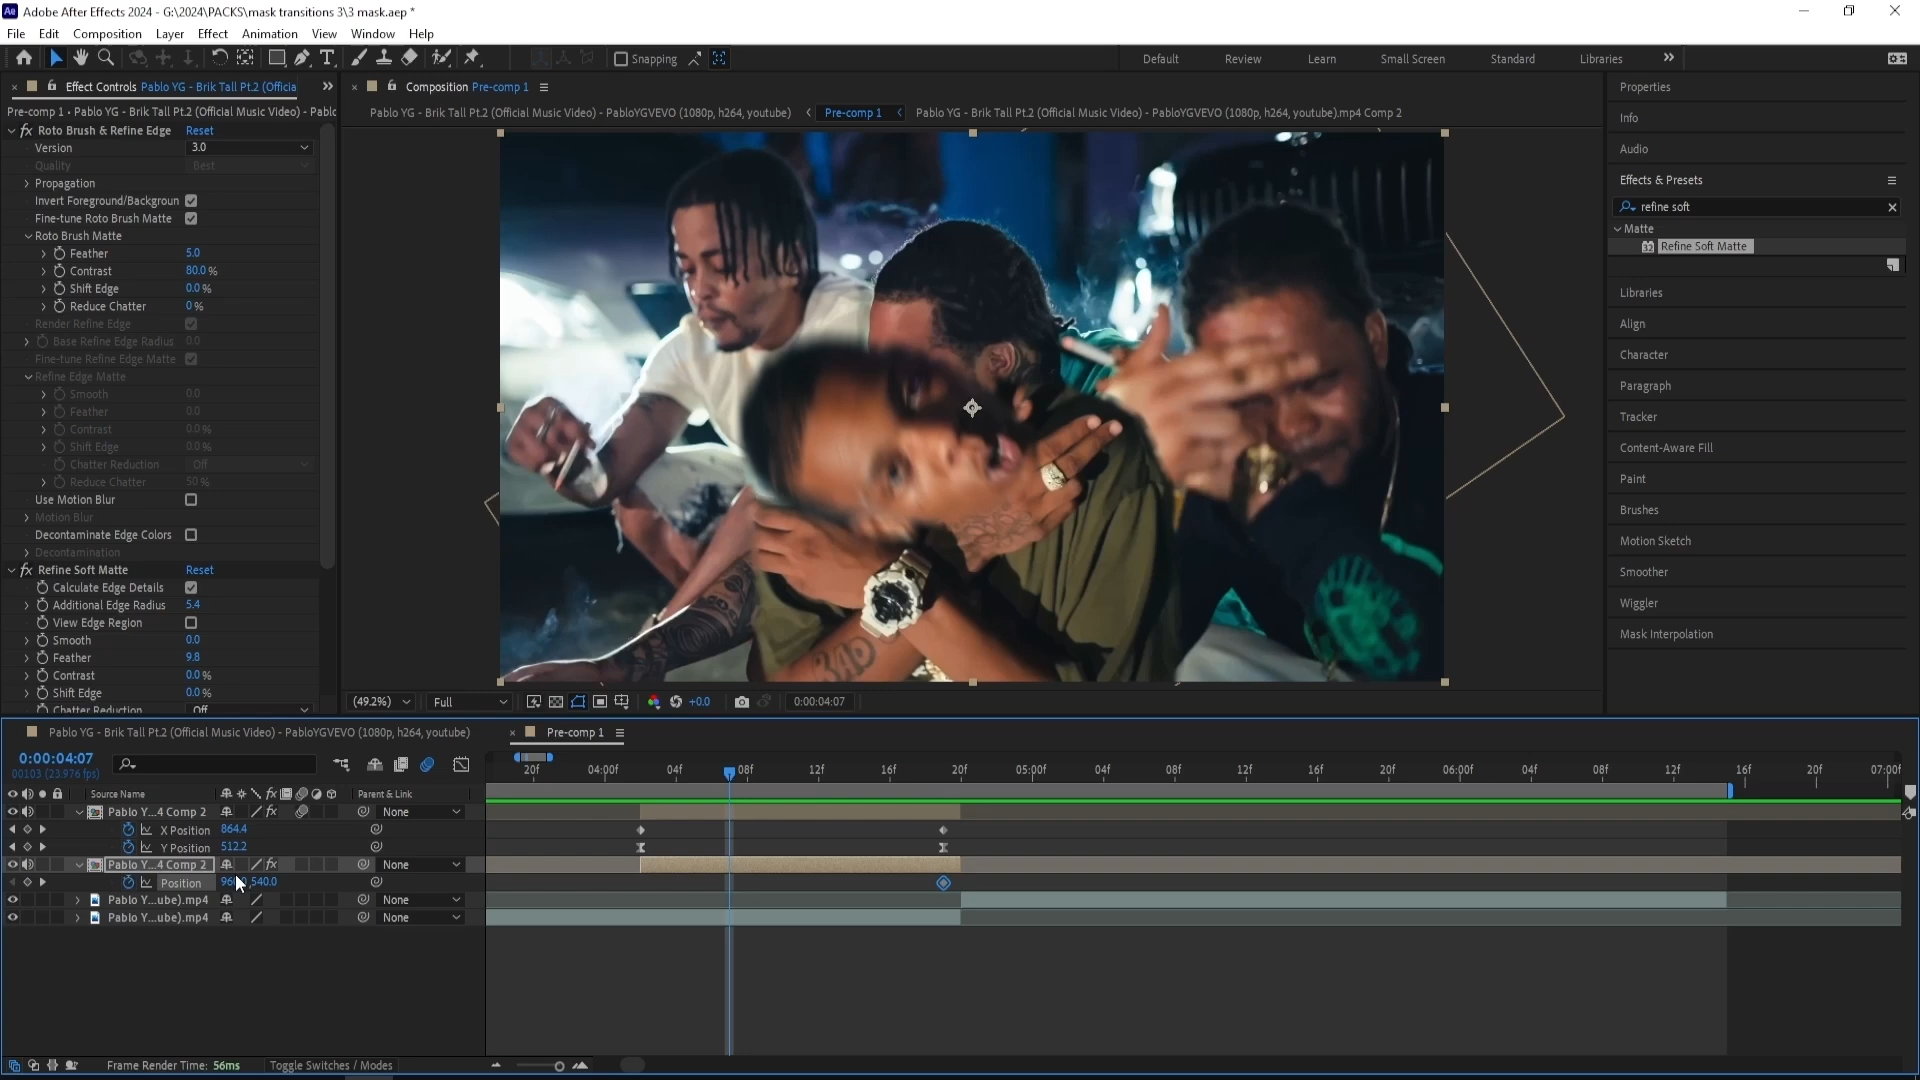 Adobe After Effects 2024 - G:\2024\PACKS\mask transitions 3\3 mask.aep *
File Edit Composition Layer Effect Animation View Window Help
Snapping
Default Review Learn Small Screen Standard Libraries
Effect Controls Pablo YG - Brik Tall Pt.2 (Officia
Composition Pre-comp 1
Pre-comp 1 • Pablo YG - Brik Tall Pt.2 (Official Music Video) - Pablo
Pablo YG - Brik Tall Pt.2 (Official Music Video) - PabloYGVEVO (1080p, h264, youtube)
Pre-comp 1
Pablo YG - Brik Tall Pt.2 (Official Music Video) - PabloYGVEVO (1080p, h264, youtube).mp4 Comp 2
Roto Brush & Refine Edge Reset
Version 3.0
Quality Best
Propagation
Invert Foreground/Backgroun
Fine-tune Roto Brush Matte
Roto Brush Matte
Feather 5.0
Contrast 80.0 %
Shift Edge 0.0 %
Reduce Chatter 0 %
Render Refine Edge
Base Refine Edge Radius 0.0
Fine-tune Refine Edge Matte
Refine Edge Matte
Smooth 0.0
Feather 0.0
Contrast 0.0 %
Shift Edge 0.0 %
Chatter Reduction Off
Reduce Chatter 50 %
Use Motion Blur
Motion Blur
Decontaminate Edge Colors
Decontamination
Refine Soft Matte Reset
Calculate Edge Details
Additional Edge Radius 5.4
View Edge Region
Smooth 0.0
Feather 9.8
Contrast 0.0 %
Shift Edge 0.0 %
Chatter Reduction Off
BAD
(49.2%) Full +0.0 0:00:04:07
Properties
Info
Audio
Effects & Presets
refine soft
Matte
32 Refine Soft Matte
Libraries
Align
Character
Paragraph
Tracker
Content-Aware Fill
Paint
Brushes
Motion Sketch
Smoother
Wiggler
Mask Interpolation
Pablo YG - Brik Tall Pt.2 (Official Music Video) - PabloYGVEVO (1080p, h264, youtube)
Pre-comp 1
0:00:04:07
00103 (23.976 fps)
20f 04:00f 04f 08f 12f 16f 20f 05:00f 04f 08f 12f 16f 20f 06:00f 04f 08f 12f 16f 20f 07:00f
Source Name Parent & Link
Pablo Y...4 Comp 2 None
X Position 864.4
Y Position 512.2
Pablo Y...4 Comp 2 None
Position 540.0
Pablo Y...ube).mp4 None
Pablo Y...ube).mp4 None
Frame Render Time: 56ms Toggle Switches / Modes